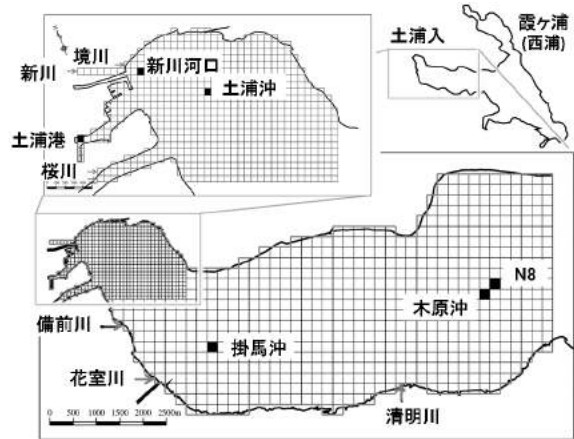 霞ヶ浦
(西浦)
土浦入
境川
新川
新川河口
土浦沖
土浦港
桜川
N8
木原沖
備前川
掛馬沖
花室川
清明川
0 500 1000 1500 2000 2500m